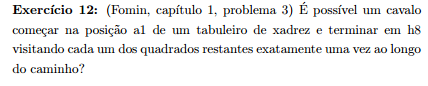 Exercício 12: (Fomin, capítulo 1, problema 3) É possível um cavalo
começar na posição a1 de um tabuleiro de xadrez e terminar em h8
visitando cada um dos quadrados restantes exatamente uma vez ao longo
do caminho?